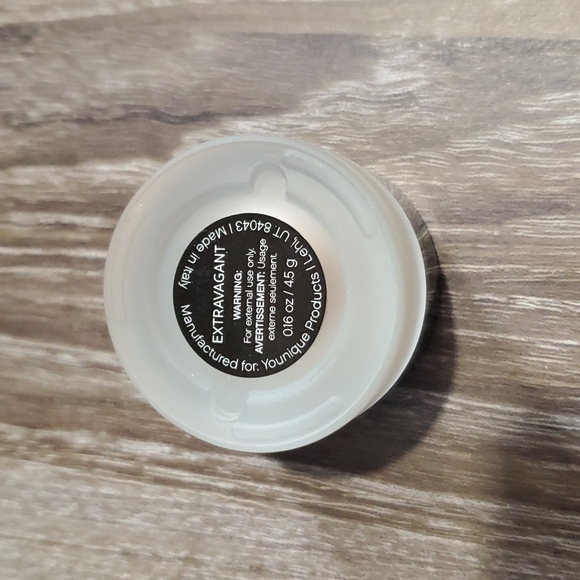 EXTRAVAGANT
WARNING:
For external use only.
AVERTISSEMENT: Usage
externe seulement.
0.16 oz / 4.5 g
Manufactured for: Younique Products | Lehi, UT 84043 | Made in Italy